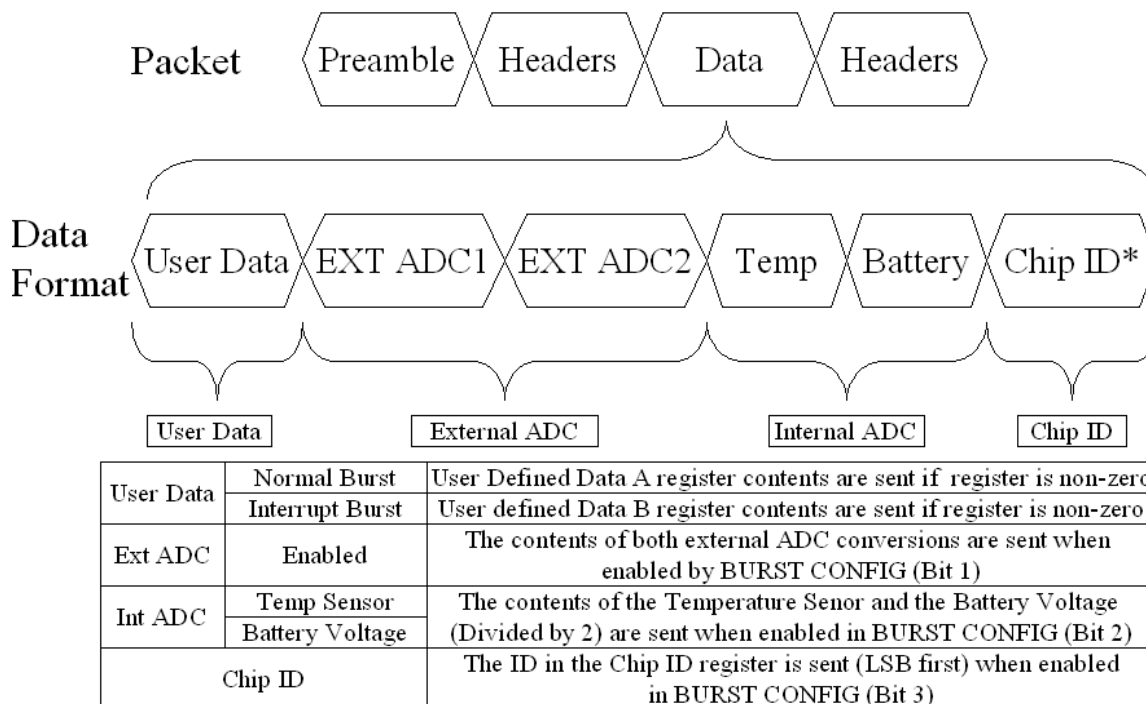 Packet
Preamble Headers Data Headers
Data
Format
User Data EXT ADC1 EXT ADC2 Temp Battery Chip ID*
User Data External ADC Internal ADC Chip ID
User Data Normal Burst User Defined Data A register contents are sent if register is non-zero
Interrupt Burst User defined Data B register contents are sent if register is non-zero
Ext ADC Enabled The contents of both external ADC conversions are sent when
enabled by BURST CONFIG (Bit 1)
Int ADC Temp Sensor The contents of the Temperature Senor and the Battery Voltage
Battery Voltage (Divided by 2) are sent when enabled in BURST CONFIG (Bit 2)
Chip ID The ID in the Chip ID register is sent (LSB first) when enabled
in BURST CONFIG (Bit 3)